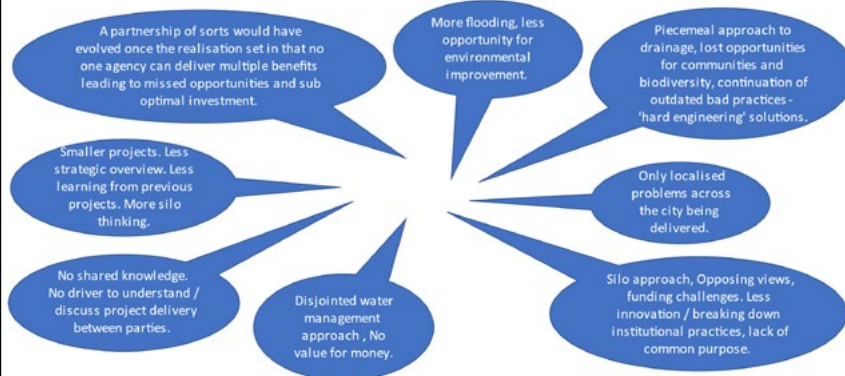 A partnership of sorts would have
evolved once the realisation set in that no
one agency can deliver multiple benefits
leading to missed opportunities and sub
optimal investment.
More flooding, less
opportunity for
environmental
improvement.
Piecemeal approach to
drainage, lost opportunities
for communities and
biodiversity, continuation of
outdated bad practices -
'hard engineering' solutions.
Smaller projects. Less
strategic overview. Less
learning from previous
projects. More silo
thinking.
Only localised
problems across
the city being
delivered.
No shared knowledge.
No driver to understand /
discuss project delivery
between parties.
Disjointed water
management
approach , No
value for money.
Silo approach, Opposing views,
funding challenges. Less
innovation / breaking down
institutional practices, lack of
common purpose.